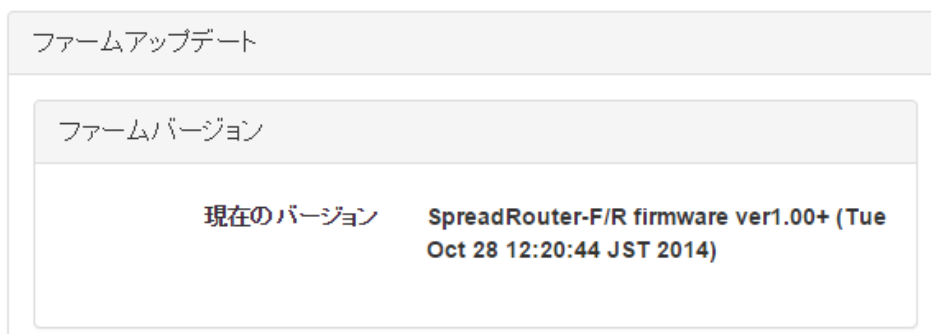 ファームアップデート
ファームバージョン
現在のバージョン SpreadRouter-F/R firmware ver1.00+ (Tue
Oct 28 12:20:44 JST 2014)